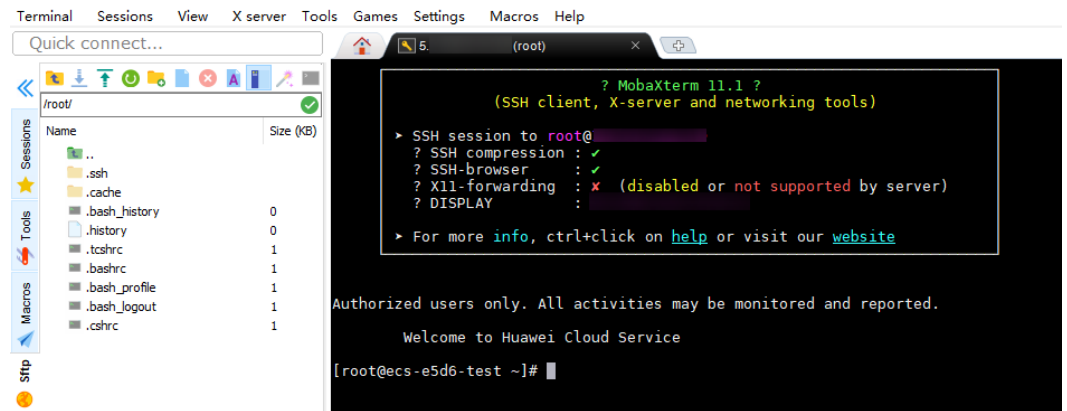 Terminal Sessions View X server Tools Games Settings Macros Help
Quick connect...
5. (root)
/root/
Name Size (KB)
..
.ssh
.cache
.bash_history 0
.history 0
.tcshrc 1
.bashrc 1
.bash_profile 1
.bash_logout 1
.cshrc 1
Sessions
Tools
Macros
Sftp
? MobaXterm 11.1 ?
(SSH client, X-server and networking tools)
➤ SSH session to root@
? SSH compression : ✔
? SSH-browser : ✔
? X11-forwarding : ✘ (disabled or not supported by server)
? DISPLAY :
➤ For more info, ctrl+click on help or visit our website
Authorized users only. All activities may be monitored and reported.
Welcome to Huawei Cloud Service
[root@ecs-e5d6-test ~]#